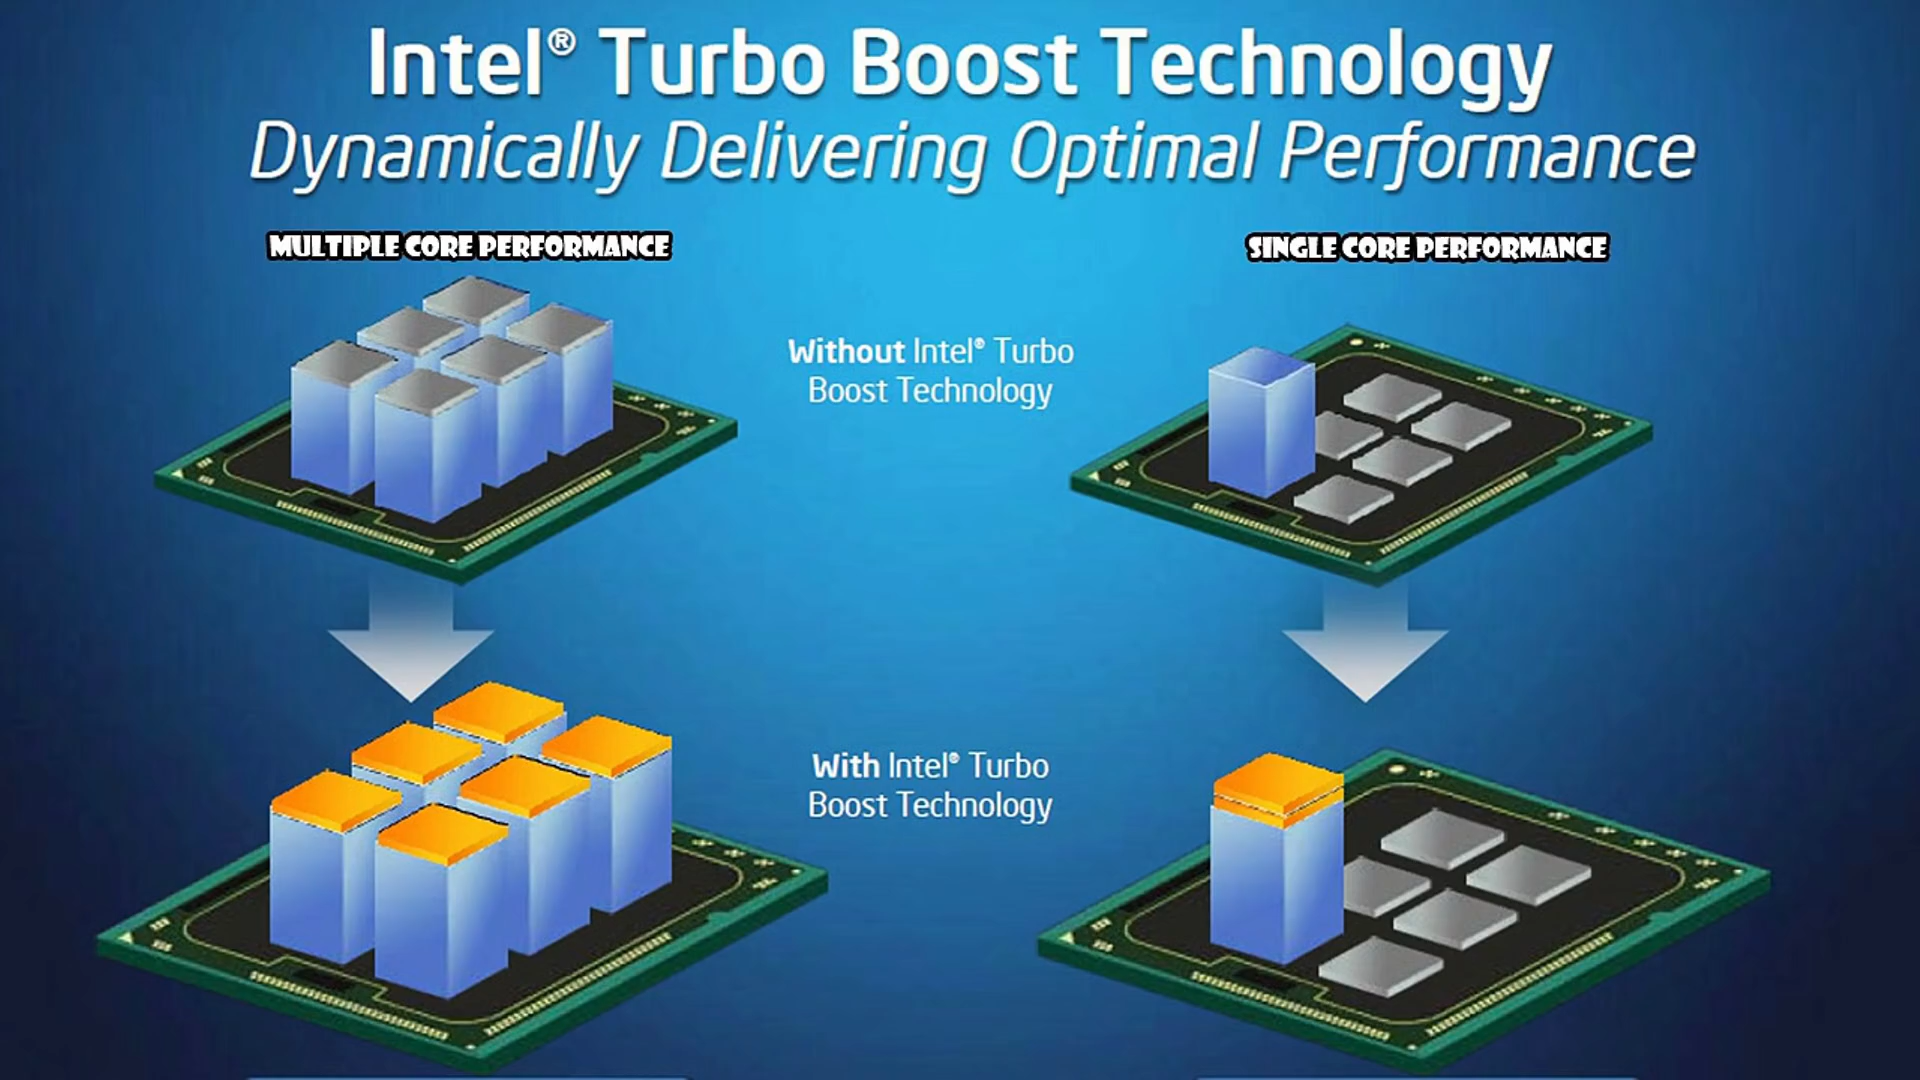 Intel® Turbo Boost Technology
Dynamically Delivering Optimal Performance
MULTIPLE CORE PERFORMANCE
SINGLE CORE PERFORMANCE
Without Intel® Turbo
Boost Technology
With Intel® Turbo
Boost Technology